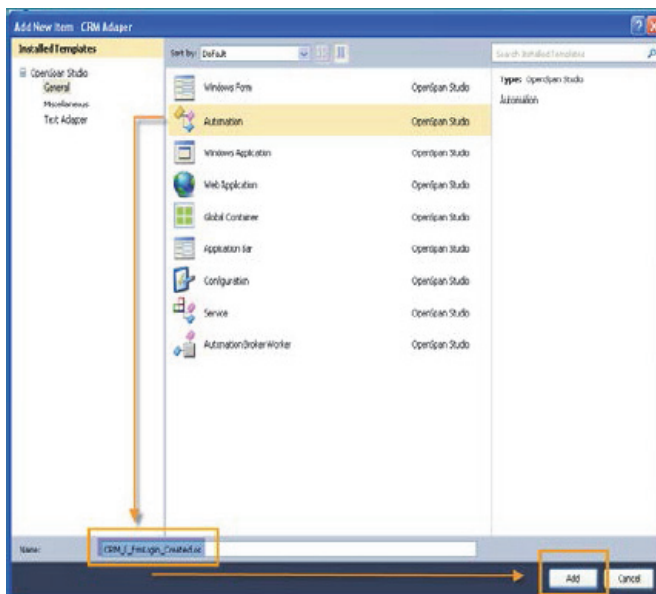 Add New Item CRM Adaper
Installed Templates
OpenSpan Studio
General
Miscellaneous
Text Adapter
Sort by: Default
Search Installed Templates
Windows Form OpenSpan Studio
Automation OpenSpan Studio
Windows Application OpenSpan Studio
Web Application OpenSpan Studio
Global Container OpenSpan Studio
Application Bar OpenSpan Studio
Configuration OpenSpan Studio
Service OpenSpan Studio
AutomationBrokerWorker OpenSpan Studio
Type: OpenSpan Studio
Automation
Name:
Add
Cancel